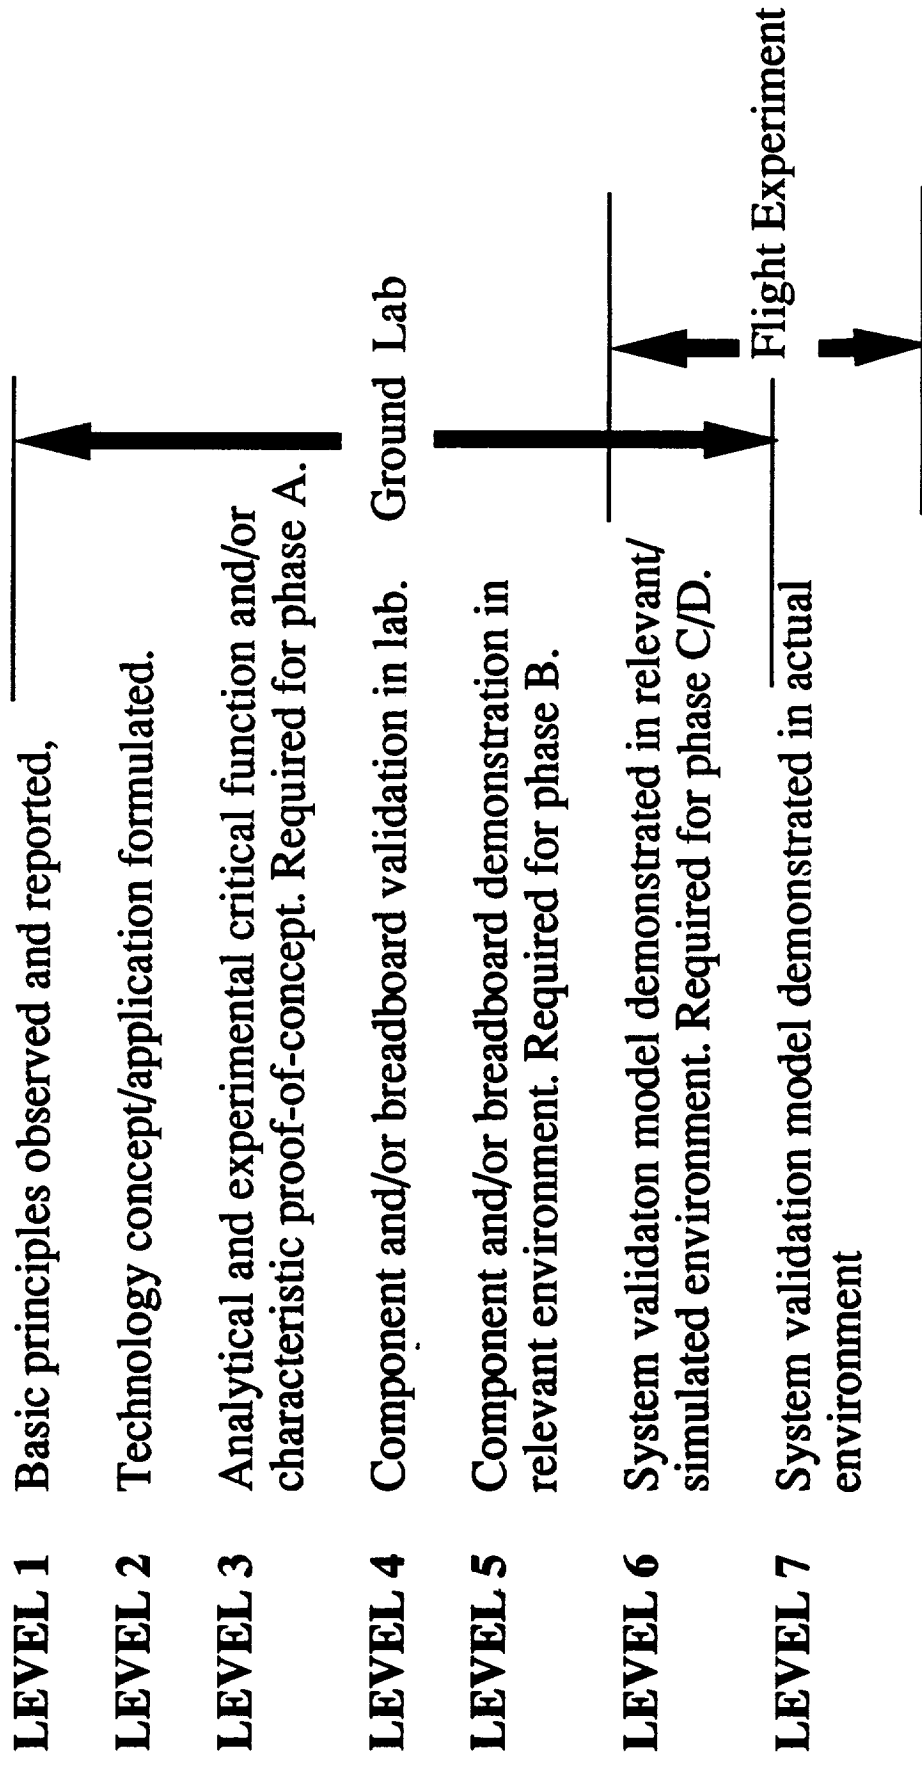 LEVEL 1 Basic principles observed and reported,
LEVEL 2 Technology concept/application formulated.
LEVEL 3 Analytical and experimental critical function and/or
characteristic proof-of-concept. Required for phase A.
LEVEL 4 Component and/or breadboard validation in lab.
Ground Lab
LEVEL 5 Component and/or breadboard demonstration in
relevant environment. Required for phase B.
LEVEL 6 System validaton model demonstrated in relevant/
simulated environment. Required for phase C/D.
Flight Experiment
LEVEL 7 System validation model demonstrated in actual
environment